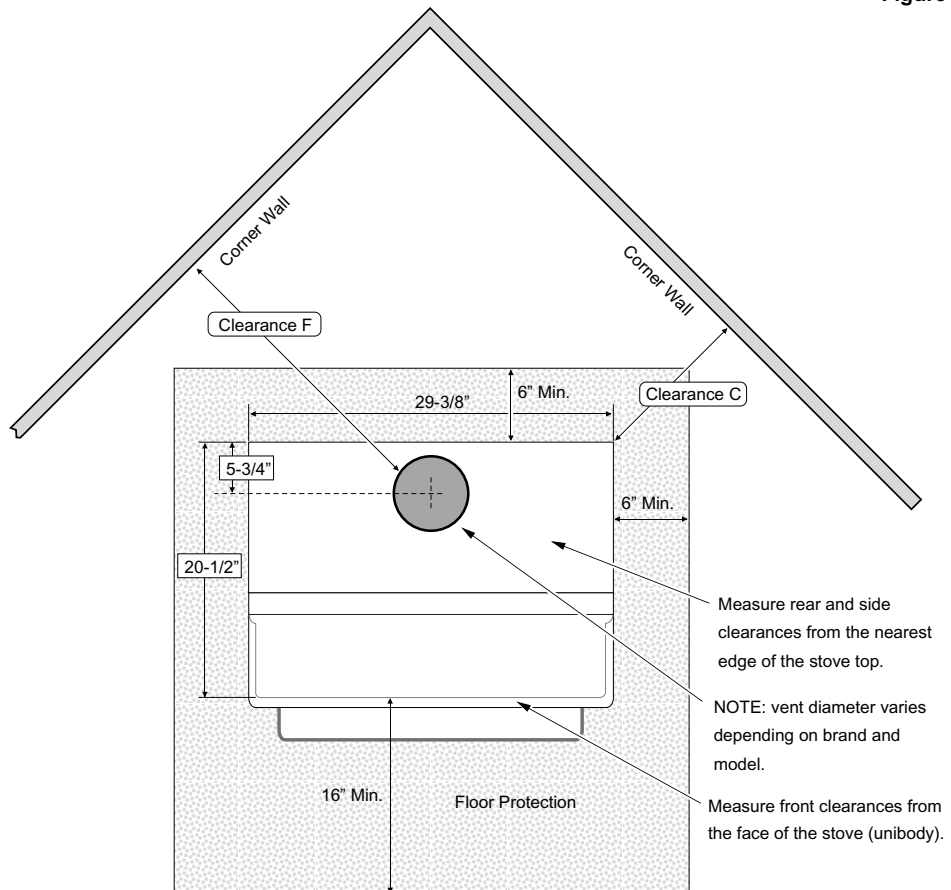 Figure
Corner Wall
Corner Wall
Clearance F
Clearance C
6” Min.
29-3/8”
5-3/4”
6” Min.
20-1/2”
Measure rear and side
clearances from the nearest
edge of the stove top.
NOTE: vent diameter varies
depending on brand and
model.
16” Min.
Floor Protection
Measure front clearances from
the face of the stove (unibody).